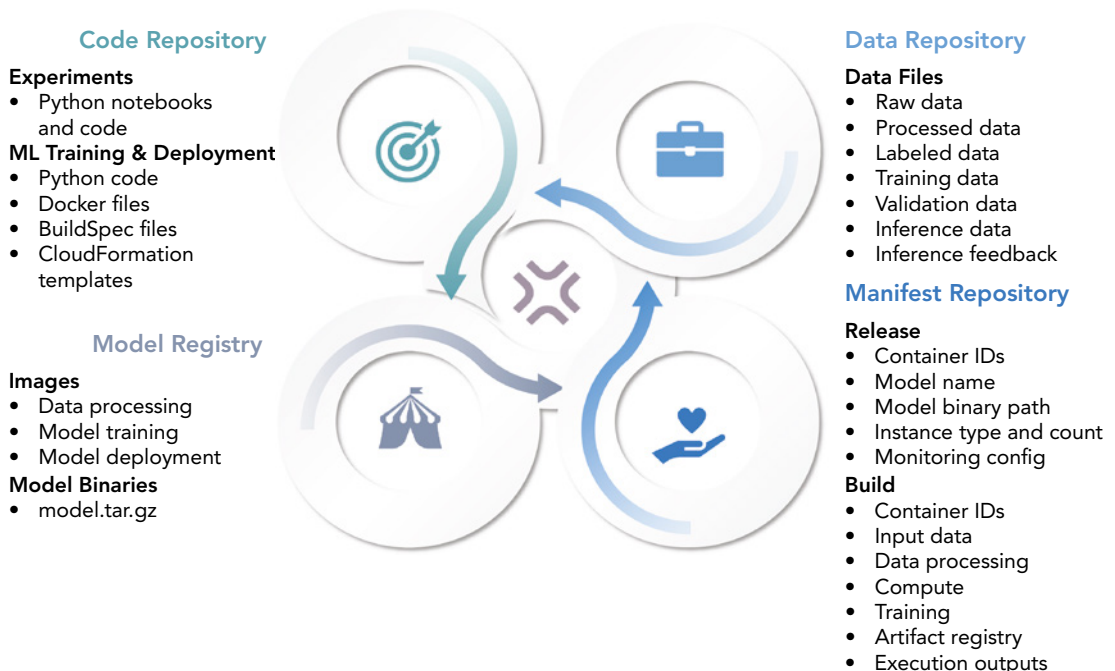 Code Repository
Experiments
• Python notebooks
and code
ML Training & Deployment
• Python code
• Docker files
• BuildSpec files
• CloudFormation
templates
Model Registry
Images
• Data processing
• Model training
• Model deployment
Model Binaries
• model.tar.gz
Data Repository
Data Files
• Raw data
• Processed data
• Labeled data
• Training data
• Validation data
• Inference data
• Inference feedback
Manifest Repository
Release
• Container IDs
• Model name
• Model binary path
• Instance type and count
• Monitoring config
Build
• Container IDs
• Input data
• Data processing
• Compute
• Training
• Artifact registry
• Execution outputs